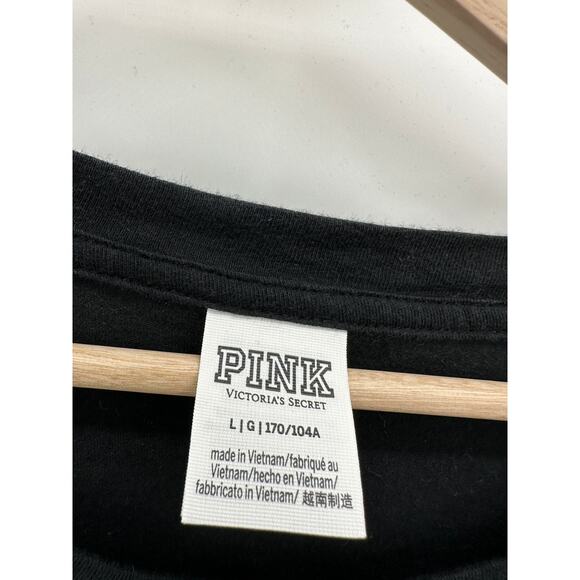 PINK
VICTORIA'S SECRET
L | G | 170/104A
made in Vietnam/fabriqué au
Vietnam/hecho en Vietnam/
fabbricato in Vietnam/ 越南制造